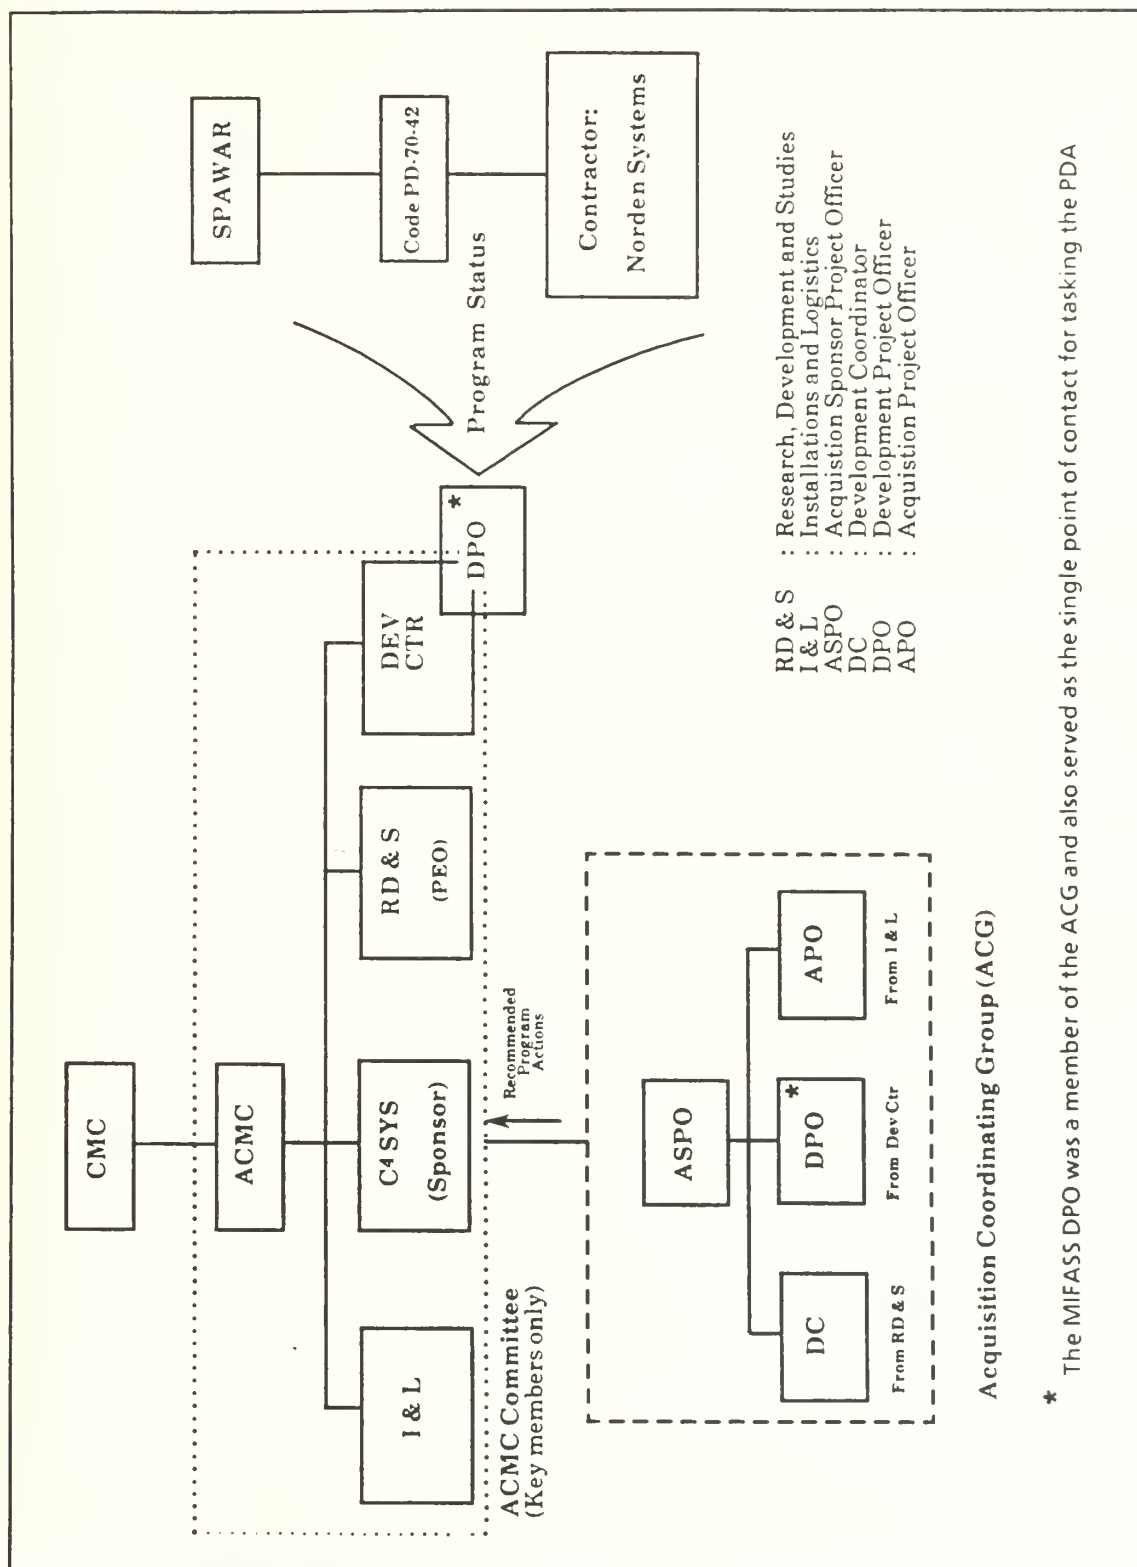 CMC
ACMC
I & L
C⁴ SYS
(Sponsor)
RD & S
(PEO)
DEV
CTR
DPO
*
ACMC Committee
(Key members only)
Recommended
Program
Actions
SPAWAR
Code PD-70-42
Contractor:
Norden Systems
Program Status
ASPO
DC
DPO
*
APO
From RD & S
From Dev Ctr
From I & L
Acquisition Coordinating Group (ACG)
RD & S : Research, Development and Studies
I & L : Installations and Logistics
ASPO : Acquistion Sponsor Project Officer
DC : Development Coordinator
DPO : Development Project Officer
APO : Acquistion Project Officer
* The MIFASS DPO was a member of the ACG and also served as the single point of contact for tasking the PDA